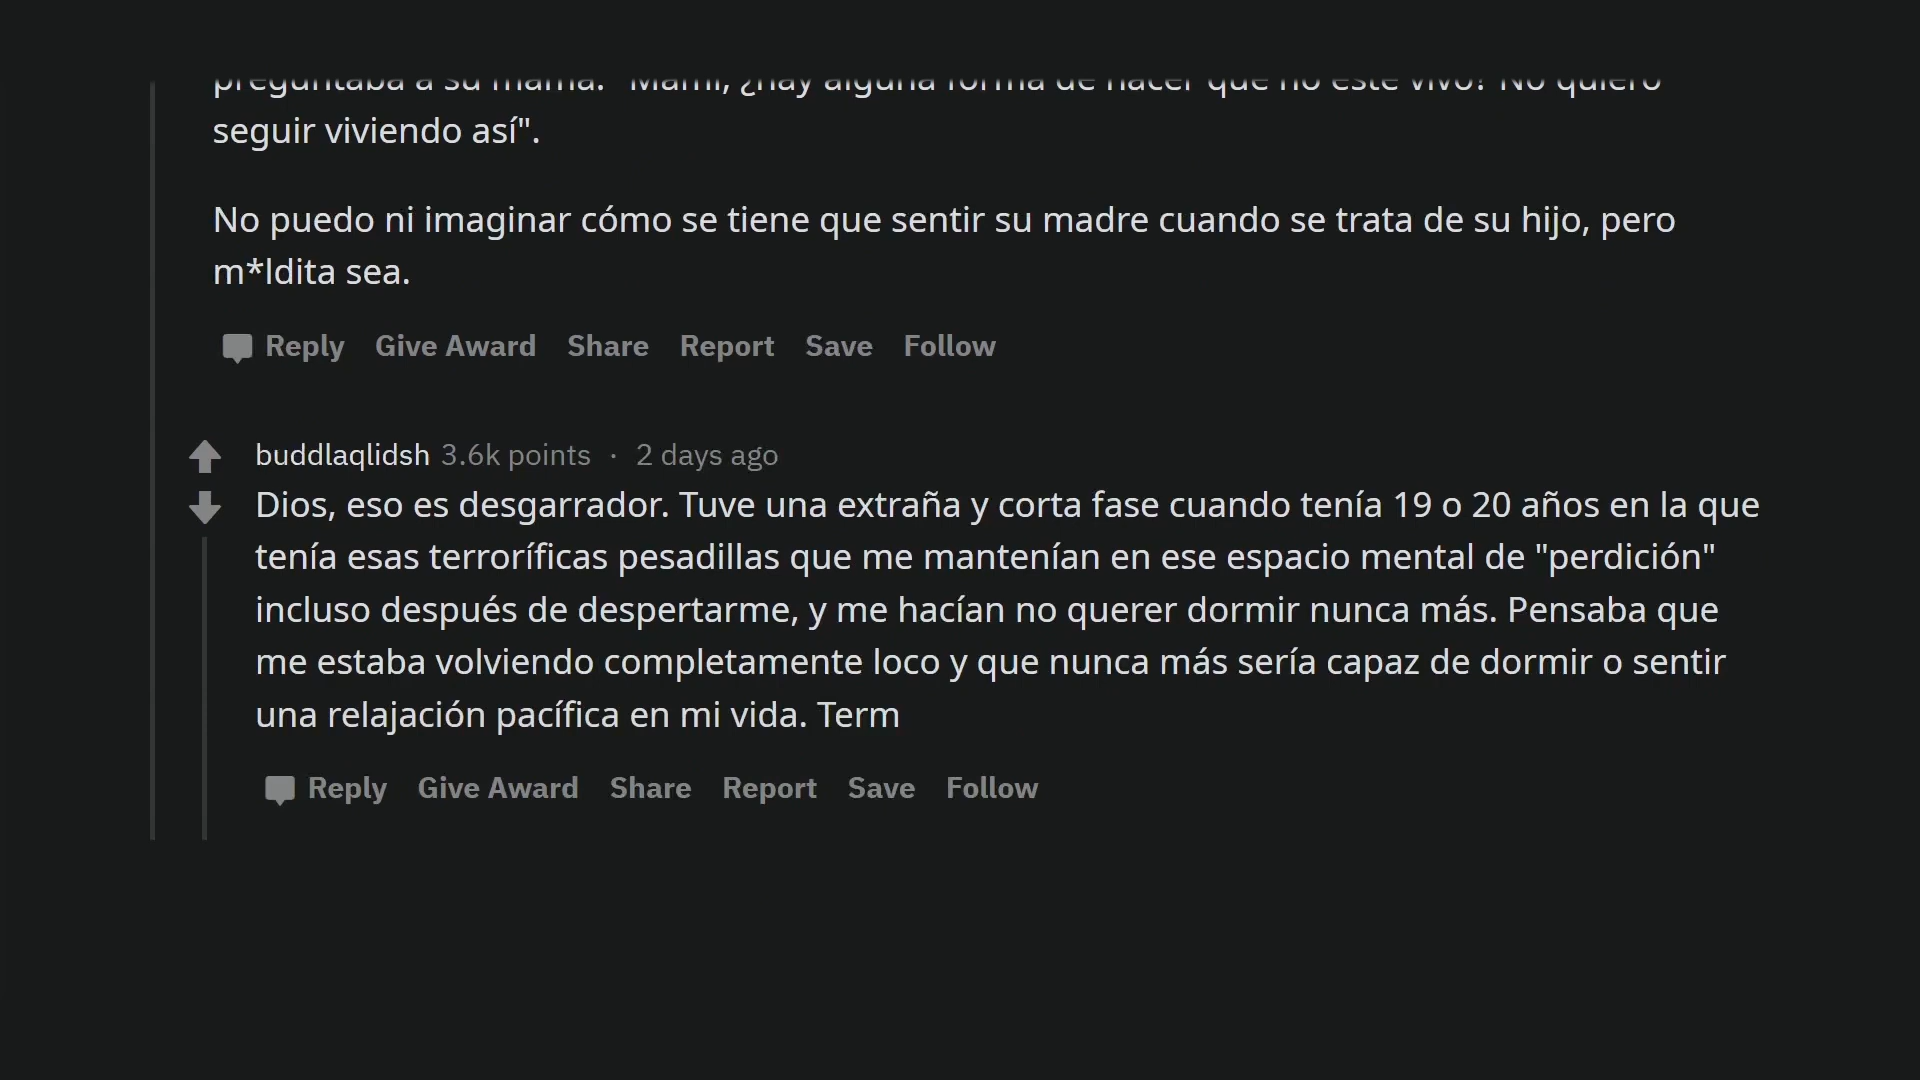 preguntaba a su mamá: "Mami, ¿hay alguna forma de hacer que no esté vivo? No quiero
seguir viviendo así".
No puedo ni imaginar cómo se tiene que sentir su madre cuando se trata de su hijo, pero
m*ldita sea.
Reply Give Award Share Report Save Follow
buddlaqlidsh 3.6k points · 2 days ago
Dios, eso es desgarrador. Tuve una extraña y corta fase cuando tenía 19 o 20 años en la que
tenía esas terroríficas pesadillas que me mantenían en ese espacio mental de "perdición"
incluso después de despertarme, y me hacían no querer dormir nunca más. Pensaba que
me estaba volviendo completamente loco y que nunca más sería capaz de dormir o sentir
una relajación pacífica en mi vida. Term
Reply Give Award Share Report Save Follow